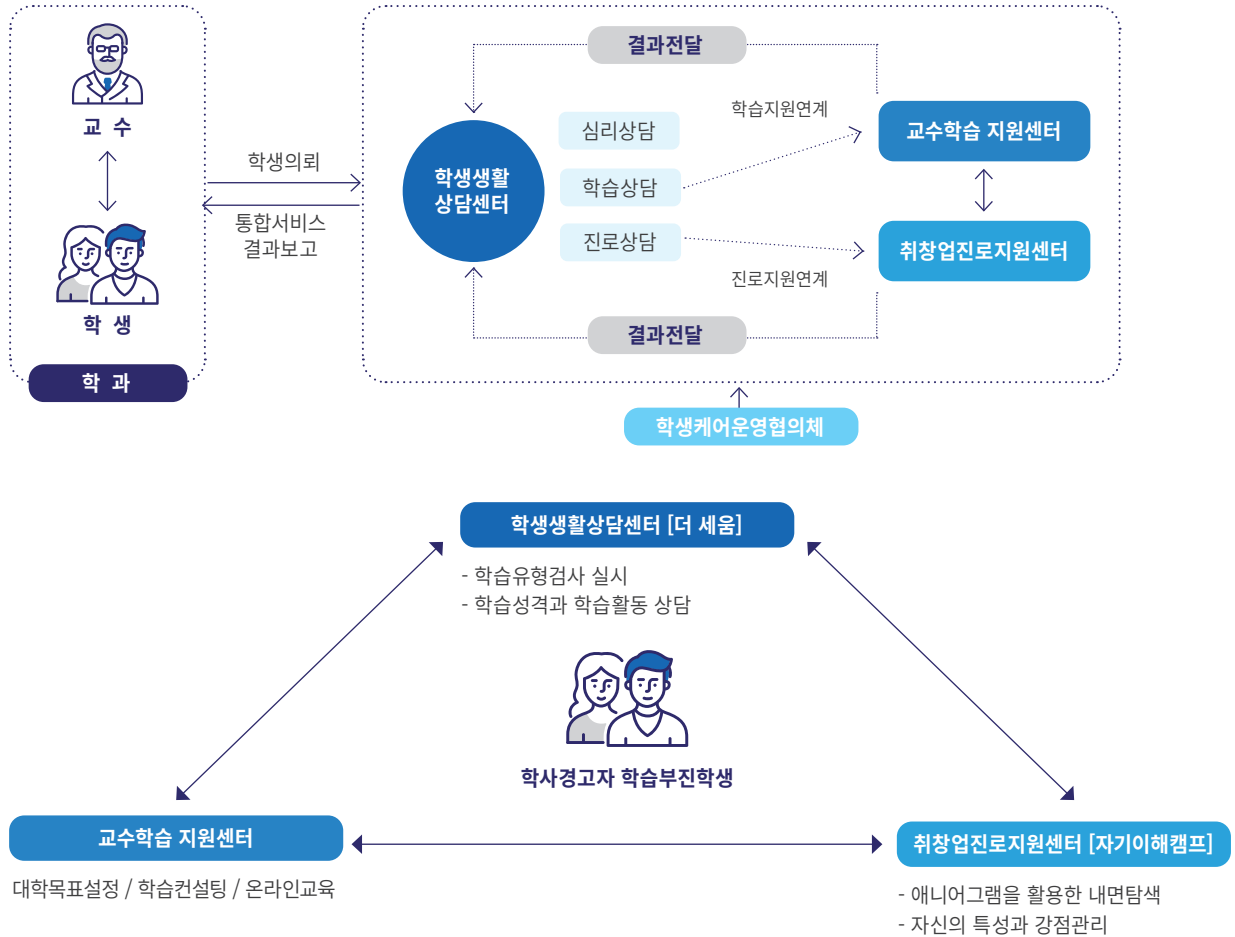 교 수
학 생
학 과
학생의뢰
통합서비스
결과보고
결과전달
학생생활
상담센터
심리상담
학습상담
진로상담
학습지원연계
진로지원연계
교수학습 지원센터
취창업진로지원센터
결과전달
학생케어운영협의체
학생생활상담센터 [더 세움]
- 학습유형검사 실시
- 학습성격과 학습활동 상담
학사경고자 학습부진학생
교수학습 지원센터
대학목표설정 / 학습컨설팅 / 온라인교육
취창업진로지원센터 [자기이해캠프]
- 애니어그램을 활용한 내면탐색
- 자신의 특성과 강점관리